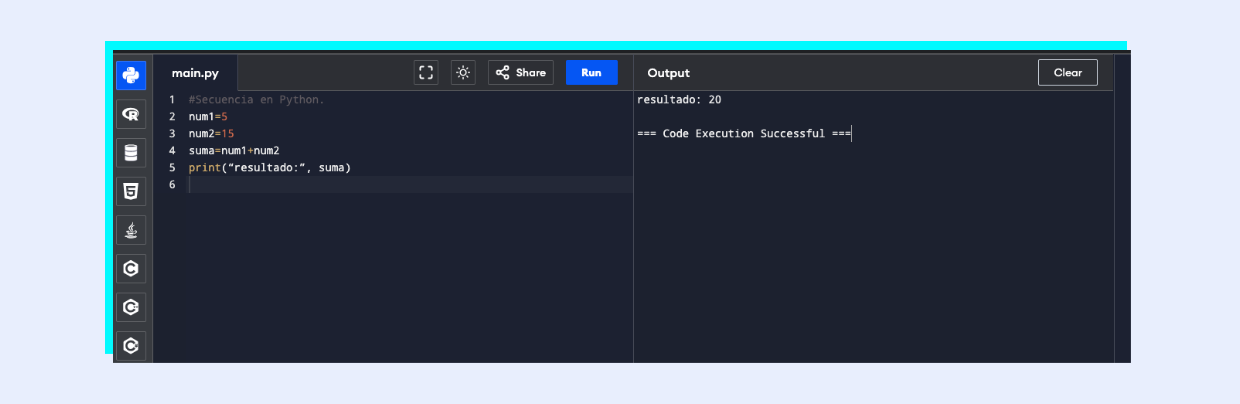 main.py
Share
Run
Output
Clear
1 #Secuencia en Python.
2 num1=5
3 num2=15
4 suma=num1+num2
5 print(“resultado:”, suma)
6
resultado: 20
=== Code Execution Successful ===